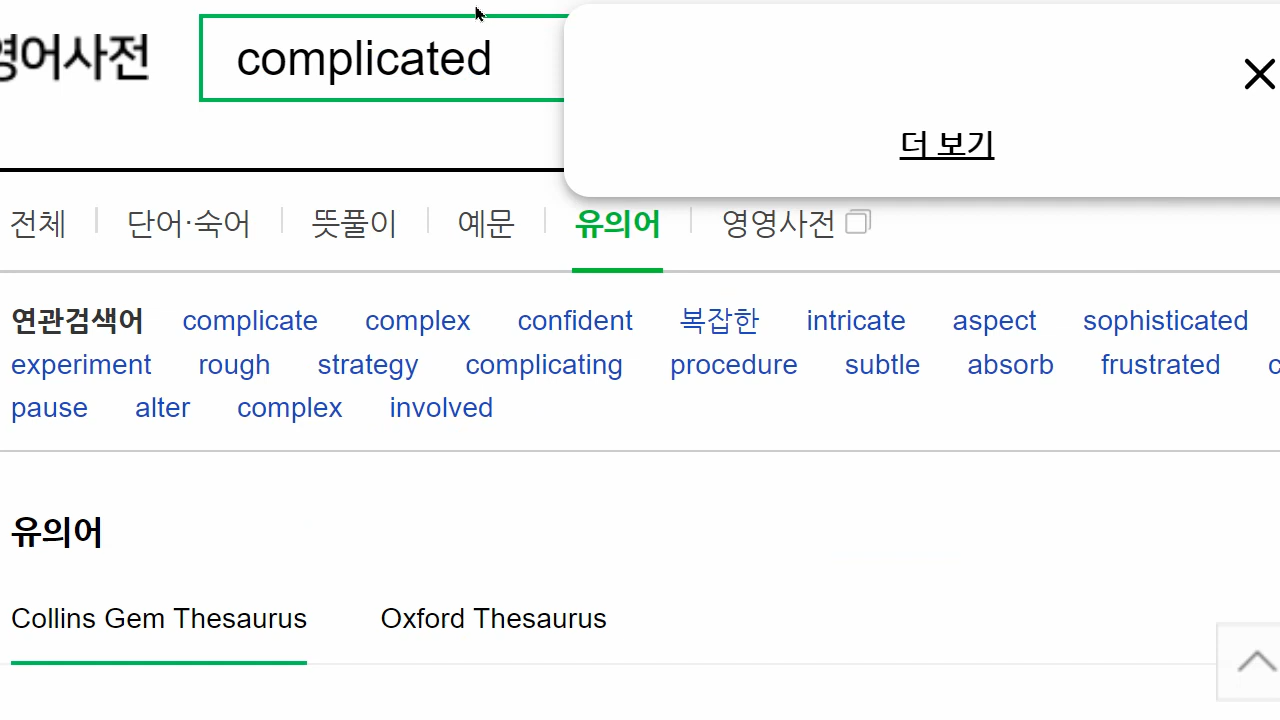 영어사전
complicated
더 보기
전체 단어·숙어 뜻풀이 예문 유의어 영영사전
연관검색어 complicate complex confident 복잡한 intricate aspect sophisticated
experiment rough strategy complicating procedure subtle absorb frustrated
pause alter complex involved
유의어
Collins Gem Thesaurus Oxford Thesaurus